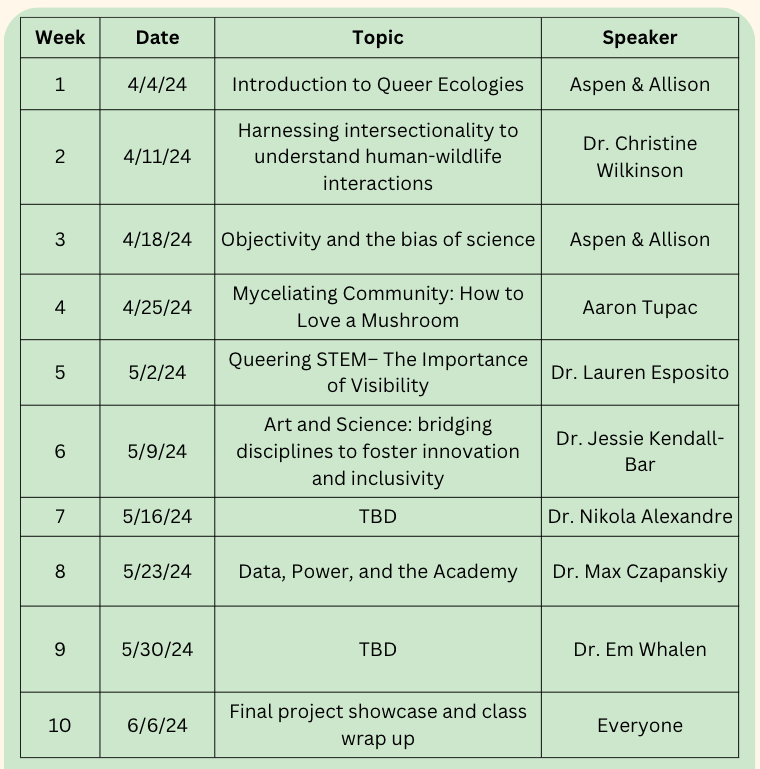 Week Date Topic Speaker
1 4/4/24 Introduction to Queer Ecologies Aspen & Allison
2 4/11/24 Harnessing intersectionality to
understand human-wildlife
interactions Dr. Christine
Wilkinson
3 4/18/24 Objectivity and the bias of science Aspen & Allison
4 4/25/24 Myceliating Community: How to
Love a Mushroom Aaron Tupac
5 5/2/24 Queering STEM– The Importance
of Visibility Dr. Lauren Esposito
6 5/9/24 Art and Science: bridging
disciplines to foster innovation
and inclusivity Dr. Jessie Kendall-
Bar
7 5/16/24 TBD Dr. Nikola Alexandre
8 5/23/24 Data, Power, and the Academy Dr. Max Czapanskiy
9 5/30/24 TBD Dr. Em Whalen
10 6/6/24 Final project showcase and class
wrap up Everyone